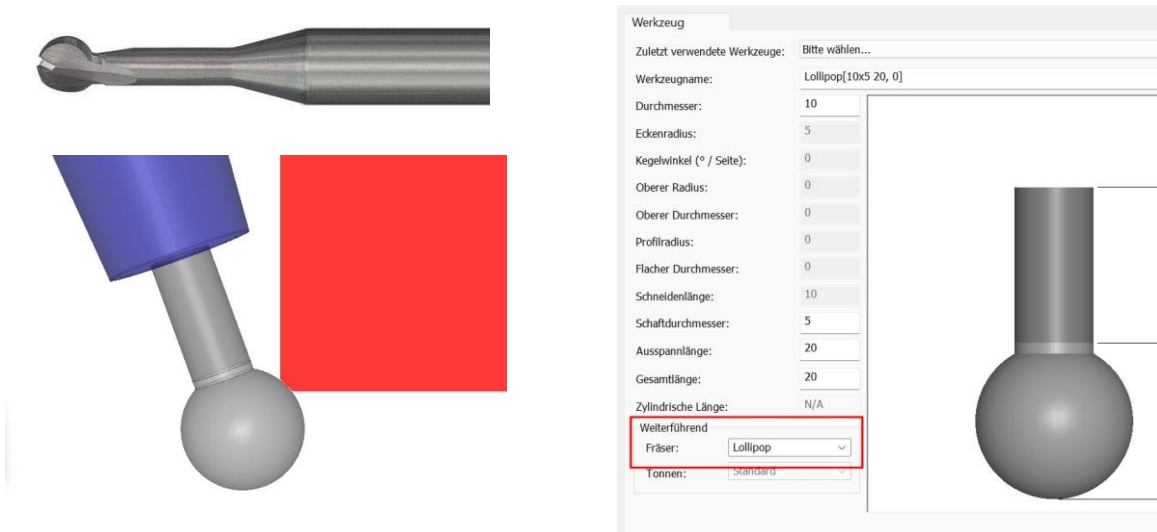 Werkzeug
Zuletzt verwendete Werkzeuge: Bitte wählen...
Werkzeugname: Lollipop[10x5 20, 0]
Durchmesser: 10
Eckenradius: 5
Kegelwinkel (° / Seite): 0
Oberer Radius: 0
Oberer Durchmesser: 0
Profilradius: 0
Flacher Durchmesser: 0
Schneidenlänge: 10
Schaftdurchmesser: 5
Ausspannlänge: 20
Gesamtlänge: 20
Zylindrische Länge: N/A
Weiterführend
Fräser: Lollipop
Tonnen: Standard